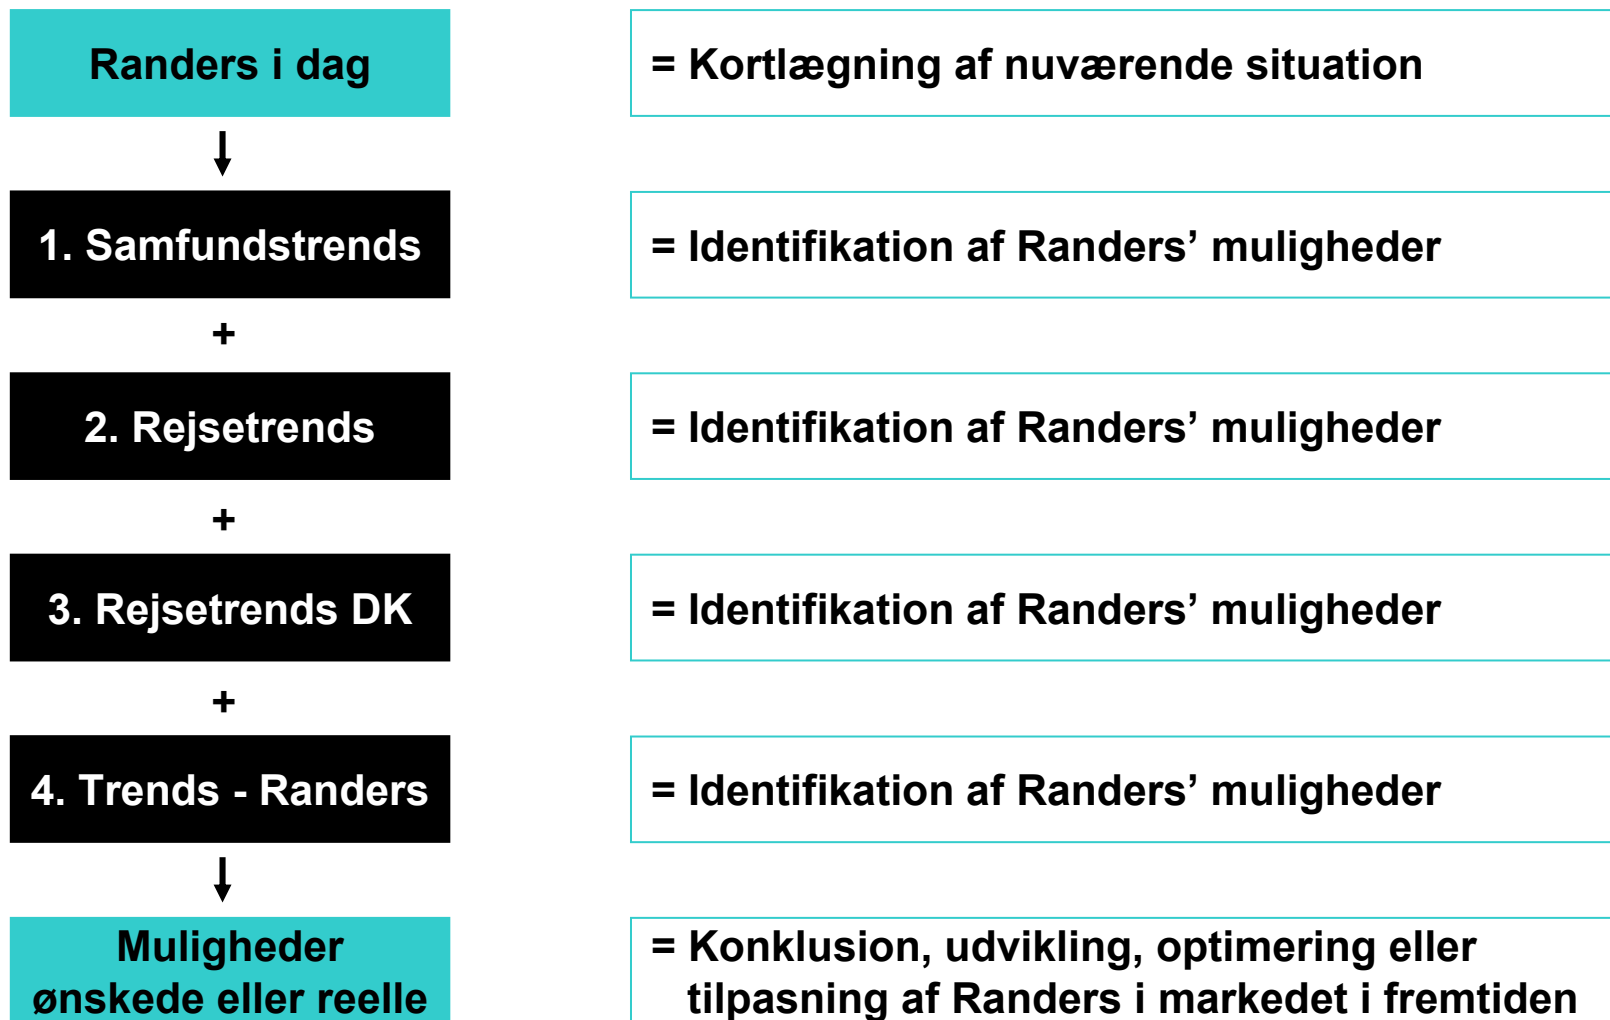 Randers i dag
= Kortlægning af nuværende situation
1. Samfundstrends
= Identifikation af Randers’ muligheder
+
2. Rejsetrends
= Identifikation af Randers’ muligheder
+
3. Rejsetrends DK
= Identifikation af Randers’ muligheder
+
4. Trends - Randers
= Identifikation af Randers’ muligheder
Muligheder
ønskede eller reelle
= Konklusion, udvikling, optimering eller
tilpasning af Randers i markedet i fremtiden